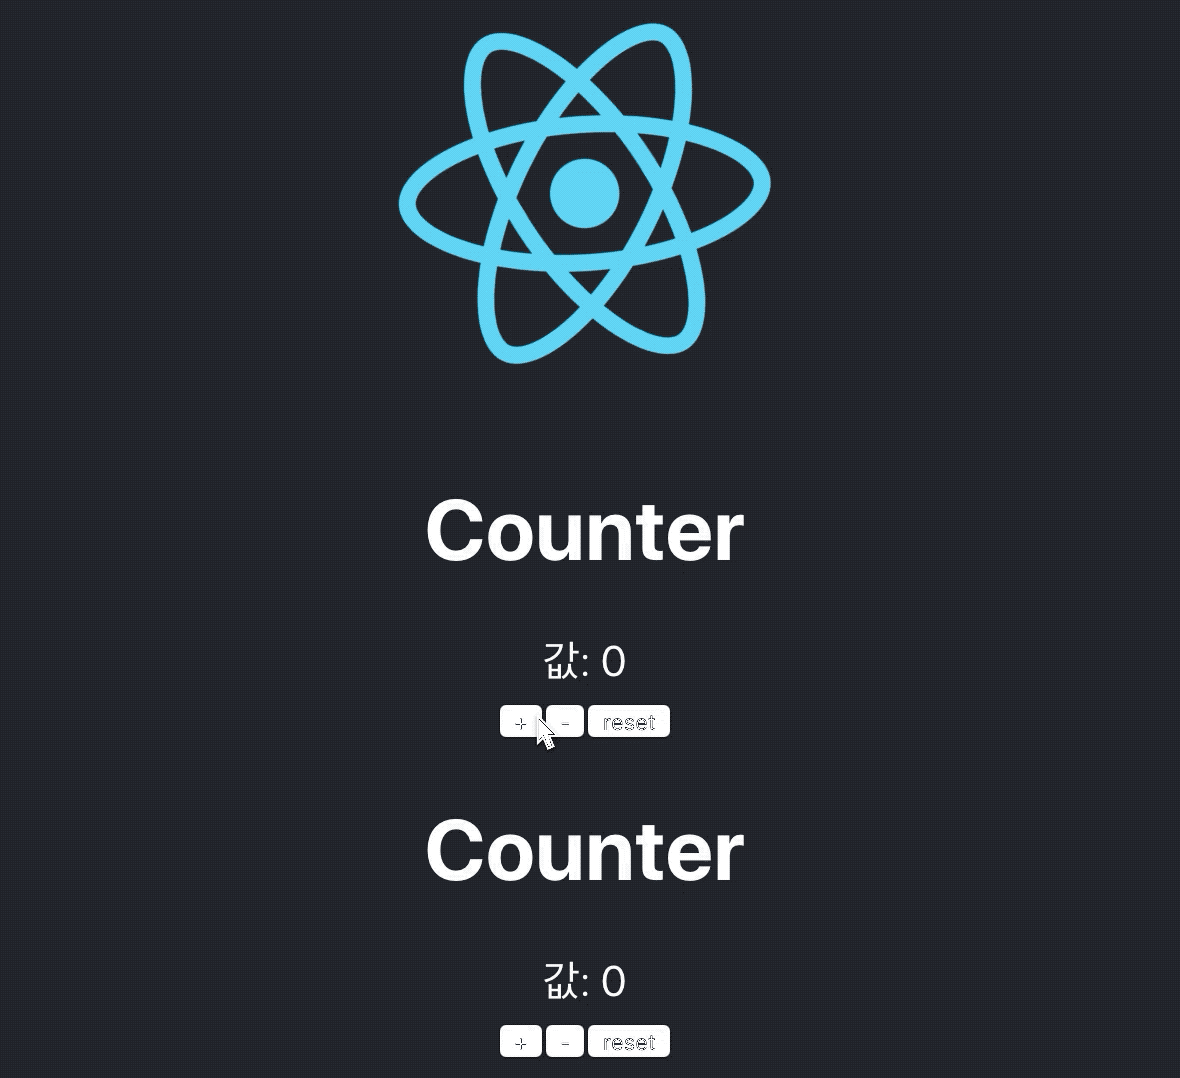 Counter
값: 0
+ - reset
Counter
값: 0
+ - reset